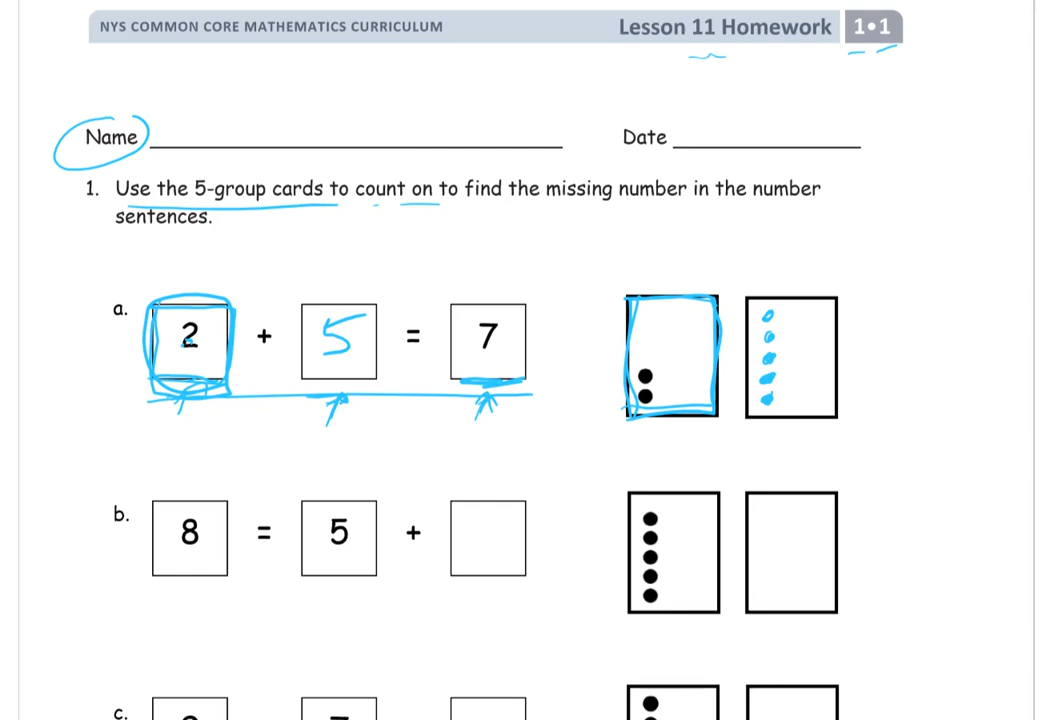 NYS COMMON CORE MATHEMATICS CURRICULUM Lesson 11 Homework 1•1
Name Date
1. Use the 5-group cards to count on to find the missing number in the number
sentences.
a. 2 + 5 = 7
b. 8 = 5 +
c.